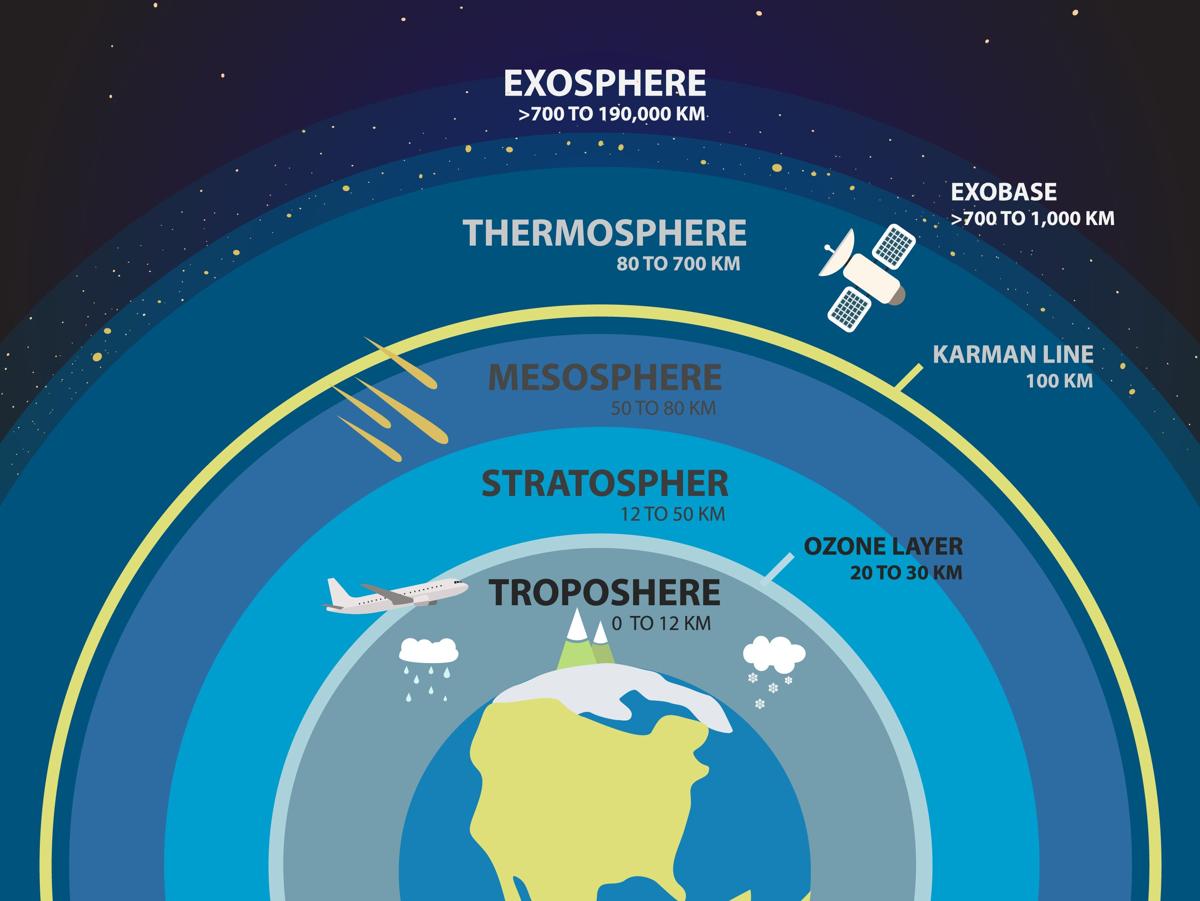 EXOSPHERE
>700 TO 190,000 KM
EXOBASE
>700 TO 1,000 KM
THERMOSPHERE
80 TO 700 KM
KARMAN LINE
100 KM
MESOSPHERE
50 TO 80 KM
STRATOSPHER
12 TO 50 KM
OZONE LAYER
20 TO 30 KM
TROPOSHERE
0 TO 12 KM